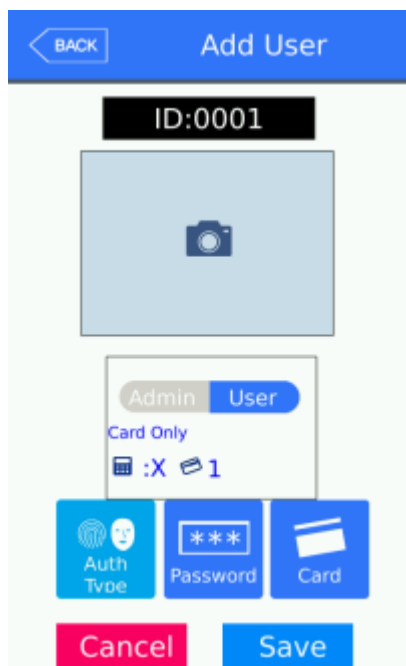 BACK
Add User
ID:0001
Admin User
Card Only
:X 1
Auth
Type
***
Password
Card
Cancel
Save